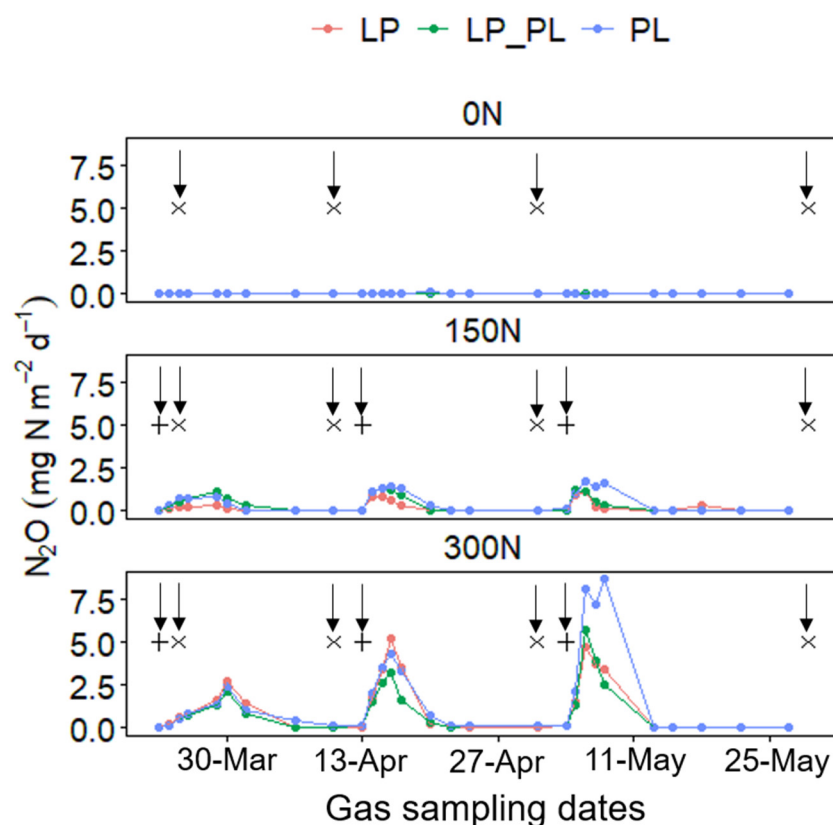 LP LP_PL PL
0N
7.5
5.0
2.5
0.0
150N
7.5
5.0
2.5
0.0
300N
7.5
5.0
2.5
0.0
N₂O (mg N m⁻² d⁻¹)
30-Mar 13-Apr 27-Apr 11-May 25-May
Gas sampling dates